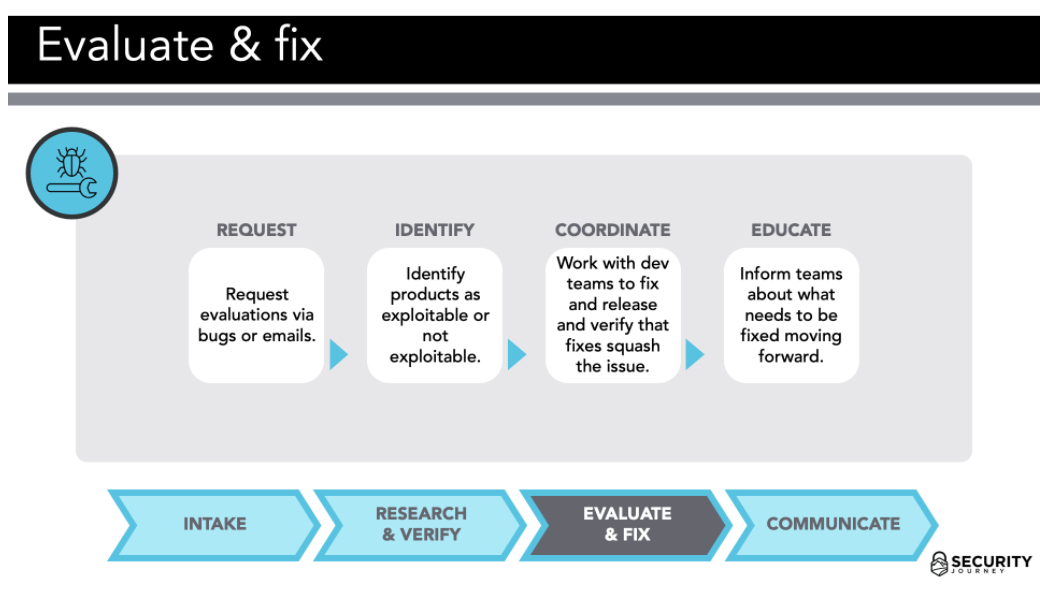 Evaluate & fix
REQUEST
Request
evaluations via
bugs or emails.
IDENTIFY
Identify
products as
exploitable or
not
exploitable.
COORDINATE
Work with dev
teams to fix
and release
and verify that
fixes squash
the issue.
EDUCATE
Inform teams
about what
needs to be
fixed moving
forward.
INTAKE
RESEARCH
& VERIFY
EVALUATE
& FIX
COMMUNICATE
SECURITY
JOURNEY